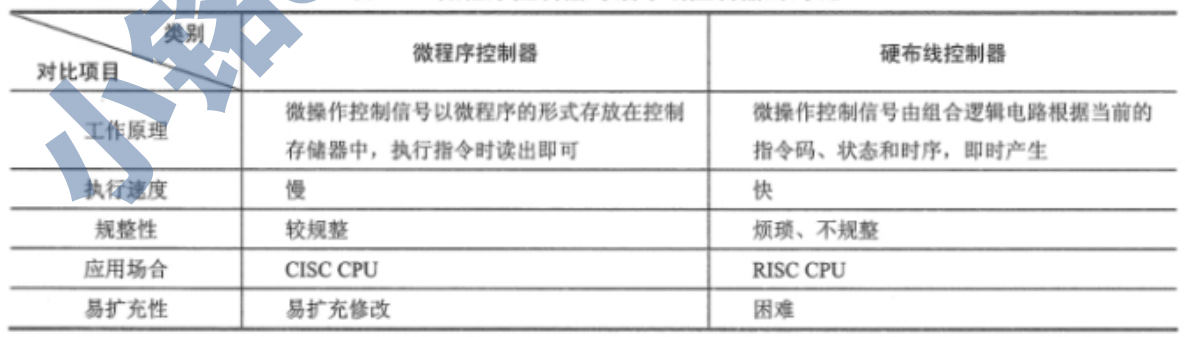 类别
对比项目
微程序控制器
硬布线控制器
工作原理
微操作控制信号以微程序的形式存放在控制
存储器中，执行指令时读出即可
微操作控制信号由组合逻辑电路根据当前的
指令码、状态和时序，即时产生
执行速度
慢
快
规整性
较规整
烦琐、不规整
应用场合
CISC CPU
RISC CPU
易扩充性
易扩充修改
困难
小